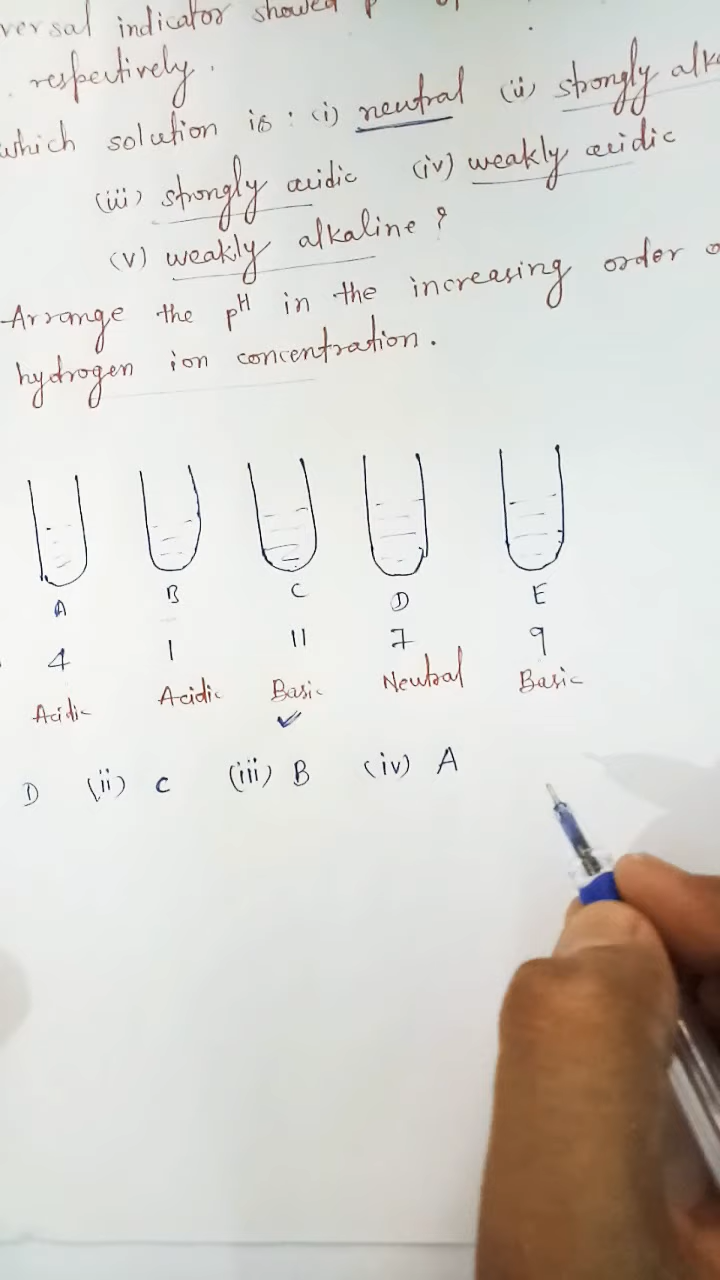 versal indicator showed p
respectively.
which solution is : (i) neutral (ii) strongly alk
(iii) strongly acidic (iv) weakly acidic
(v) weakly alkaline ?
Arrange the pH in the increasing order o
hydrogen ion concentration.
A B C D E
4 1 11 7 9
Acidic Acidic Basic Neutral Basic
D (ii) C (iii) B (iv) A